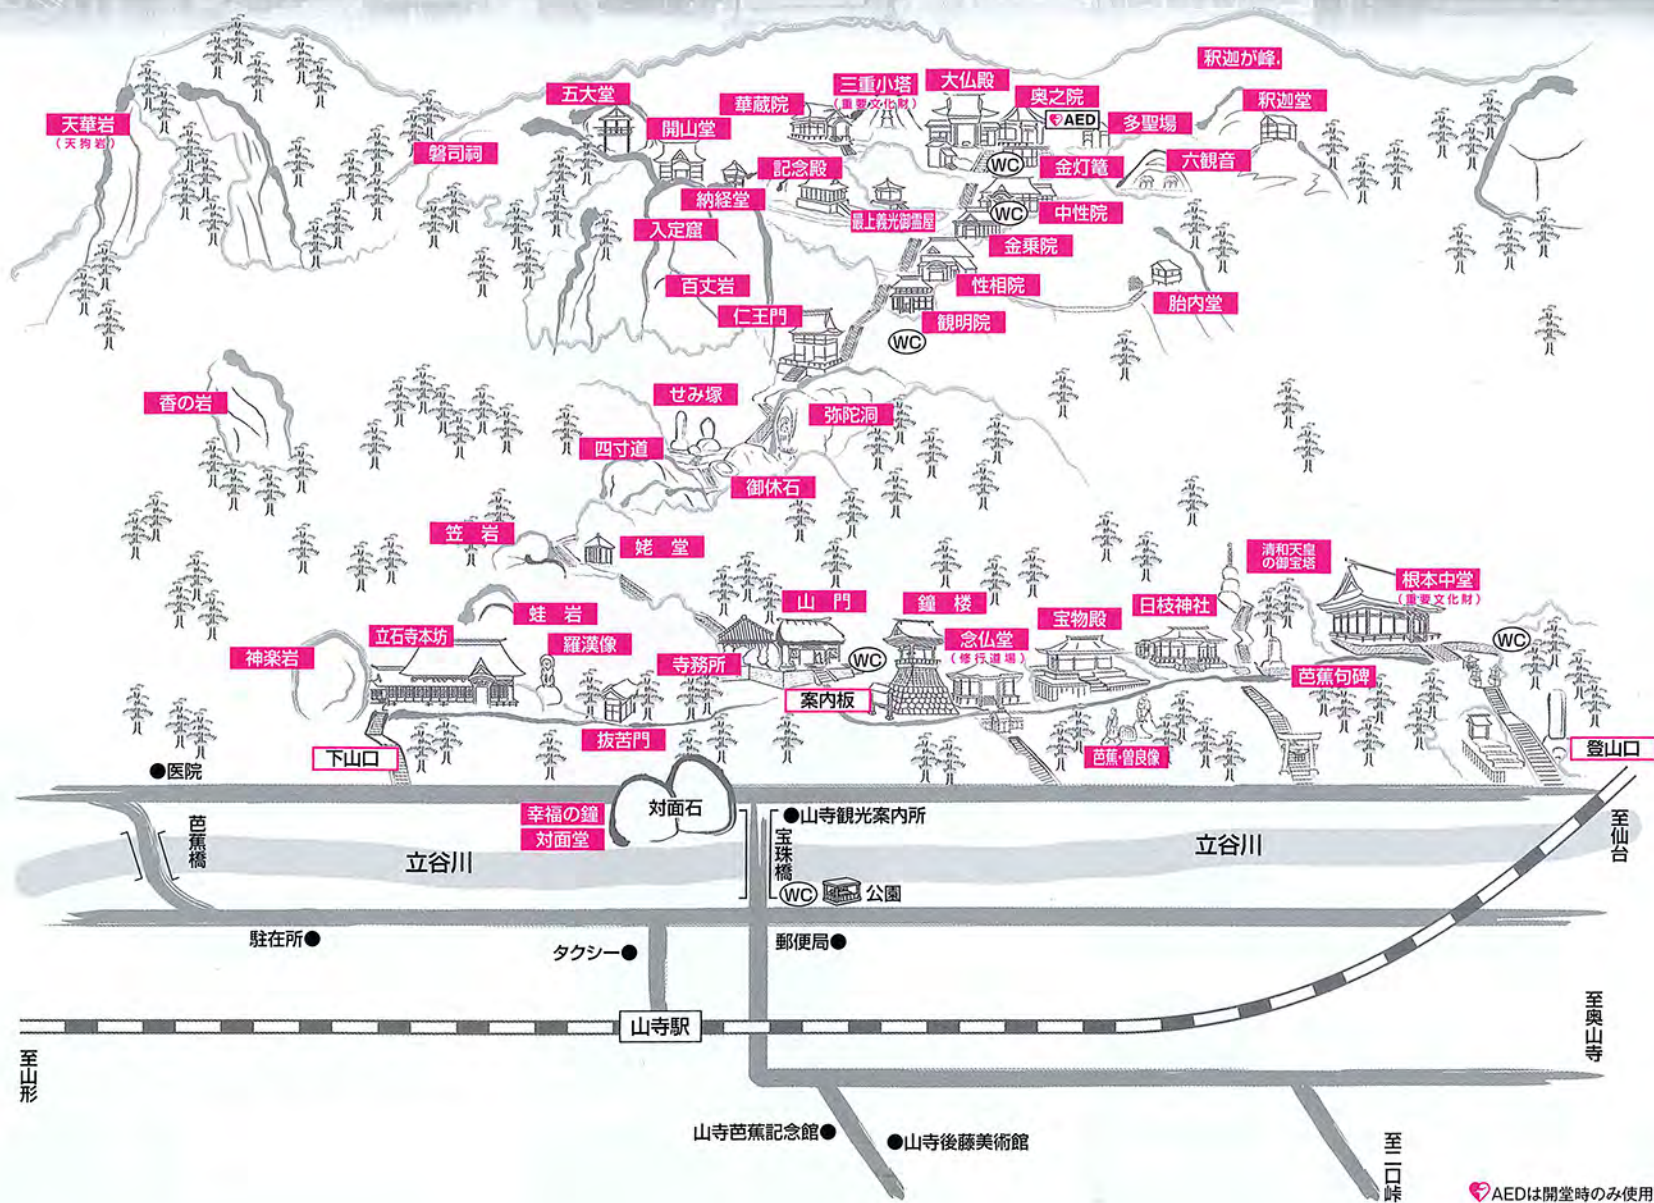 釈迦が峰
天華岩
(天狗岩)
五大堂
華蔵院
三重小塔
(重要文化財)
大仏殿
奥之院
AED
釈迦堂
磐司祠
開山堂
多聖場
記念殿
WC
金灯篭
六観音
納経堂
最上義光御霊屋
WC
中性院
入定窟
金乗院
百丈岩
性相院
胎内堂
仁王門
観明院
WC
香の岩
せみ塚
弥陀洞
四寸道
御休石
笠岩
姥堂
清和天皇
の御宝塔
根本中堂
(重要文化財)
蛙岩
山門
鐘楼
宝物殿
日枝神社
神楽岩
立石寺本坊
羅漢像
寺務所
WC
念仏堂
(修行道場)
WC
芭蕉句碑
案内板
抜苦門
芭蕉・曽良像
下山口
登山口
●医院
幸福の鐘
対面堂
対面石
●山寺観光案内所
芭蕉橋
宝珠橋
立谷川
立谷川
至仙台
WC
公園
駐在所●
タクシー●
郵便局●
山寺駅
至山形
至奥山寺
山寺芭蕉記念館●
●山寺後藤美術館
至二口峠
AEDは開堂時のみ使用